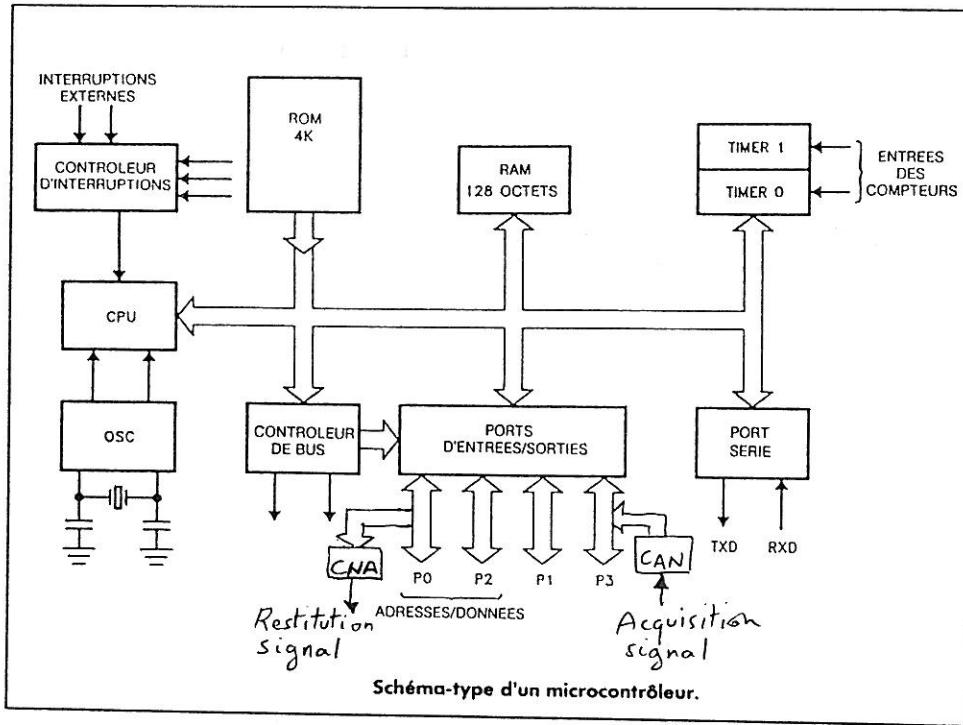 INTERRUPTIONS
EXTERNES
CONTROLEUR
D'INTERRUPTIONS
ROM
4K
RAM
128 OCTETS
TIMER 1
TIMER 0
ENTREES
DES
COMPTEURS
CPU
OSC
CONTROLEUR
DE BUS
PORTS
D'ENTREES/SORTIES
PORT
SERIE
TXD
RXD
CNA
P0
P2
P1
P3
CAN
ADRESSES/DONNEES
Restitution
signal
Acquisition
signal
Schéma-type d'un microcontrôleur.